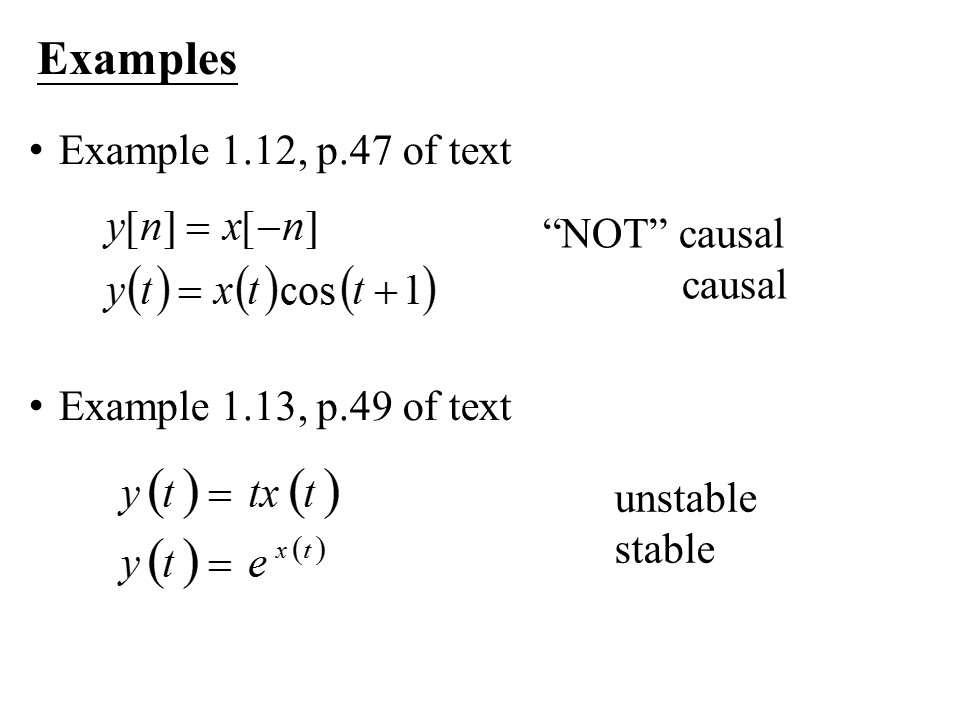 Examples
• Example 1.12, p.47 of text
y[n] = x[−n] “NOT” causal
y(t) = x(t)cos(t + 1) causal
• Example 1.13, p.49 of text
y(t) = tx(t) unstable
y(t) = e^{x(t)} stable